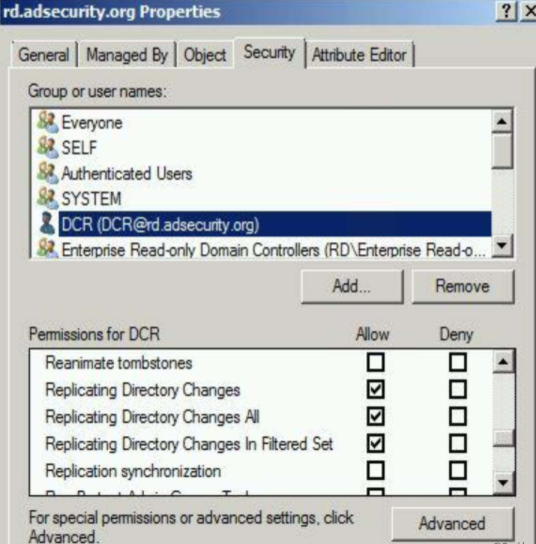 rd.adsecurity.org Properties
General Managed By Object Security Attribute Editor
Group or user names:
Everyone
SELF
Authenticated Users
SYSTEM
DCR (DCR@rd.adsecurity.org)
Enterprise Read-only Domain Controllers (RD\Enterprise Read-o...
Add... Remove
Permissions for DCR Allow Deny
Reanimate tombstones
Replicating Directory Changes
Replicating Directory Changes All
Replicating Directory Changes In Filtered Set
Replication synchronization
For special permissions or advanced settings, click
Advanced.
Advanced